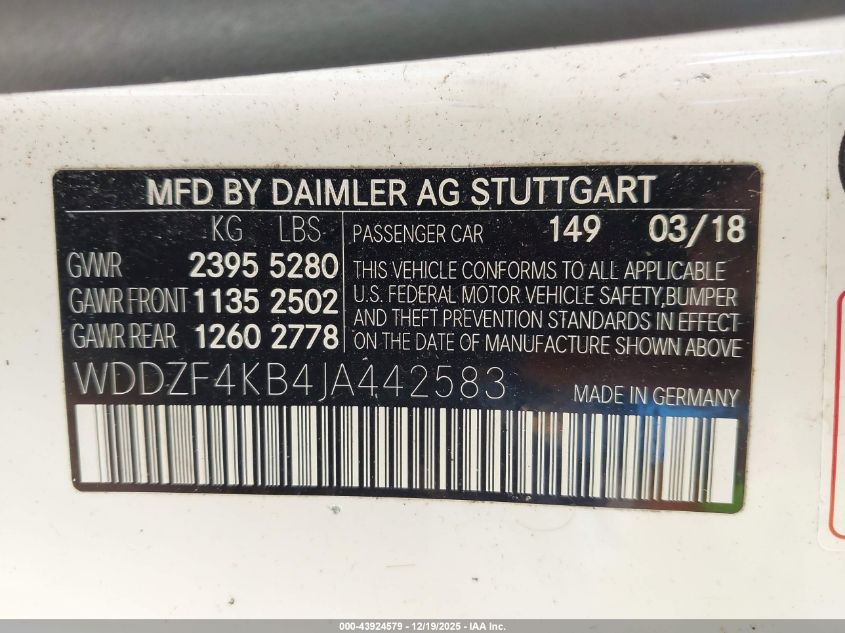 MFD BY DAIMLER AG STUTTGART
KG LBS
PASSENGER CAR 149 03/18
GVWR 2395 5280
GAWR FRONT 1135 2502
GAWR REAR 1260 2778
THIS VEHICLE CONFORMS TO ALL APPLICABLE
U.S. FEDERAL MOTOR VEHICLE SAFETY,BUMPER
AND THEFT PREVENTION STANDARDS IN EFFECT
ON THE DATE OF MANUFACTURE SHOWN ABOVE
WDDZF4KB4JA442583
MADE IN GERMANY
000-43924579 — 12/19/2025 - IAA Inc.